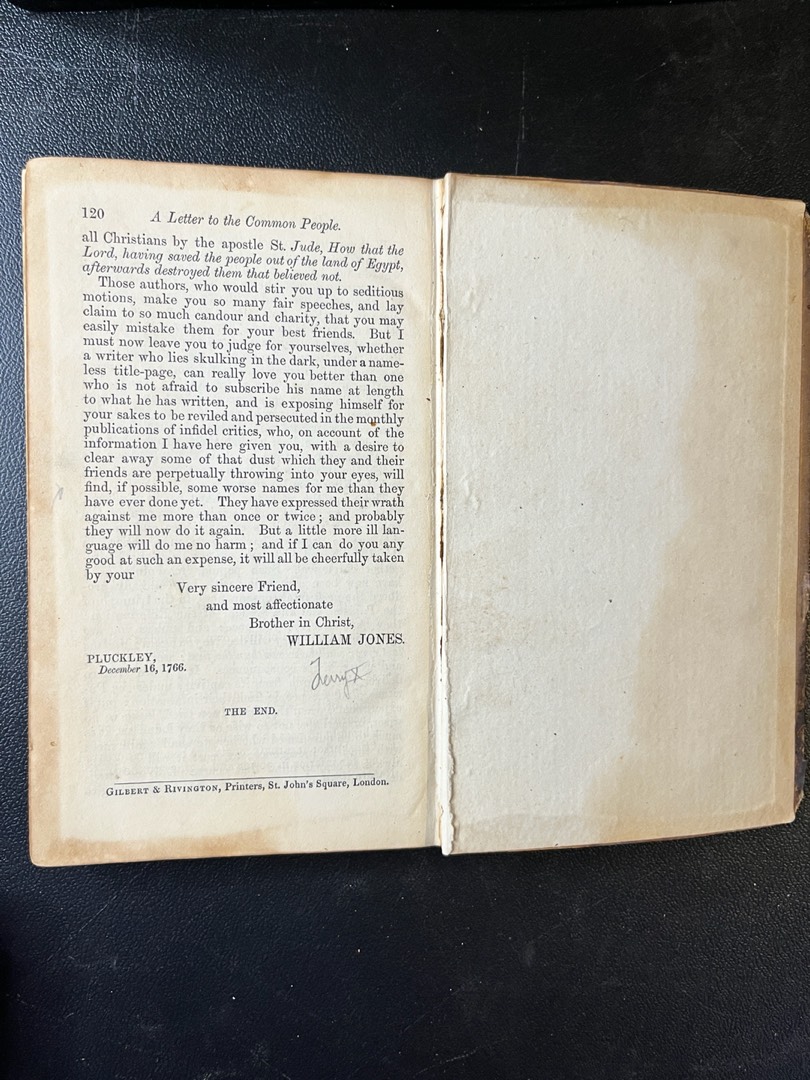 120 A Letter to the Common People.
all Christians by the apostle St. Jude, How that the
Lord, having saved the people out of the land of Egypt,
afterwards destroyed them that believed not.
Those authors, who would stir you up to seditious
motions, make you so many fair speeches, and lay
claim to so much candour and charity, that you may
easily mistake them for your best friends. But I
must now leave you to judge for yourselves, whether
a writer who lies skulking in the dark, under a name-
less title-page, can really love you better than one
who is not afraid to subscribe his name at length
to what he has written, and is exposing himself for
your sakes to be reviled and persecuted in the monthly
publications of infidel critics, who, on account of the
information I have here given you, with a desire to
clear away some of that dust which they and their
friends are perpetually throwing into your eyes, will
find, if possible, some worse names for me than they
have ever done yet. They have expressed their wrath
against me more than once or twice; and probably
they will now do it again. But a little more ill lan-
guage will do me no harm; and if I can do you any
good at such an expense, it will all be cheerfully taken
by your
Very sincere Friend,
and most affectionate
Brother in Christ,
WILLIAM JONES.
PLUCKLEY,
December 16, 1766.
THE END.
GILBERT & RIVINGTON, Printers, St. John's Square, London.